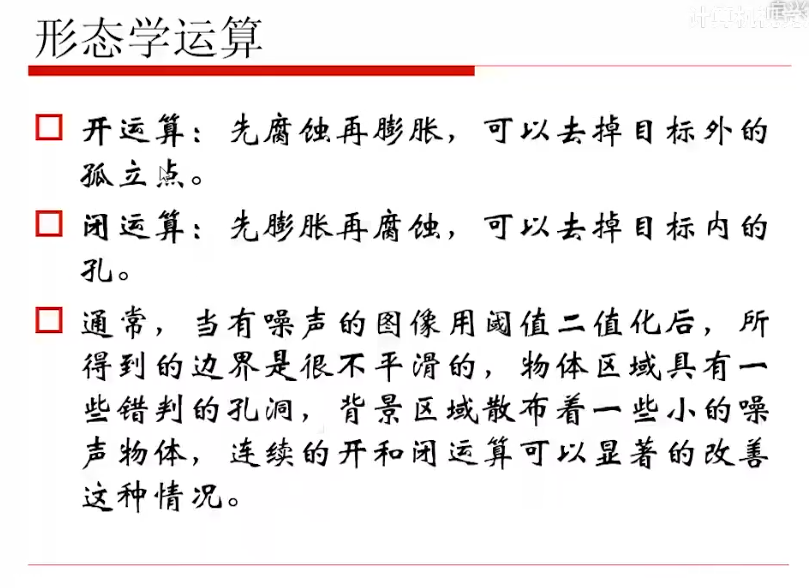 形态学运算
开运算：先腐蚀再膨胀，可以去掉目标外的
孤立点。
闭运算：先膨胀再腐蚀，可以去掉目标内的
孔。
通常，当有噪声的图像用阈值二值化后，所
得到的边界是很不平滑的，物体区域具有一
些错判的孔洞，背景区域散布着一些小的噪
声物体，连续的开和闭运算可以显著的改善
这种情况。